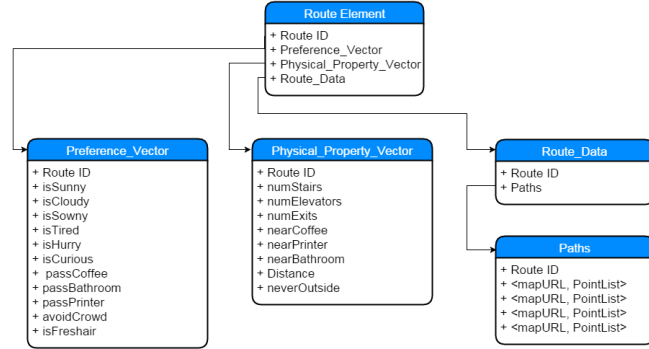 Route Element
+ Route ID
+ Preference_Vector
+ Physical_Property_Vector
+ Route_Data
Preference_Vector
+ Route ID
+ isSunny
+ isCloudy
+ isSowny
+ isTired
+ isHurry
+ isCurious
+ passCoffee
+ passBathroom
+ passPrinter
+ avoidCrowd
+ isFreshair
Physical_Property_Vector
+ Route ID
+ numStairs
+ numElevators
+ numExits
+ nearCoffee
+ nearPrinter
+ nearBathroom
+ Distance
+ neverOutside
Route_Data
+ Route ID
+ Paths
Paths
+ Route ID
+ <mapURL, PointList>
+ <mapURL, PointList>
+ <mapURL, PointList>
+ <mapURL, PointList>